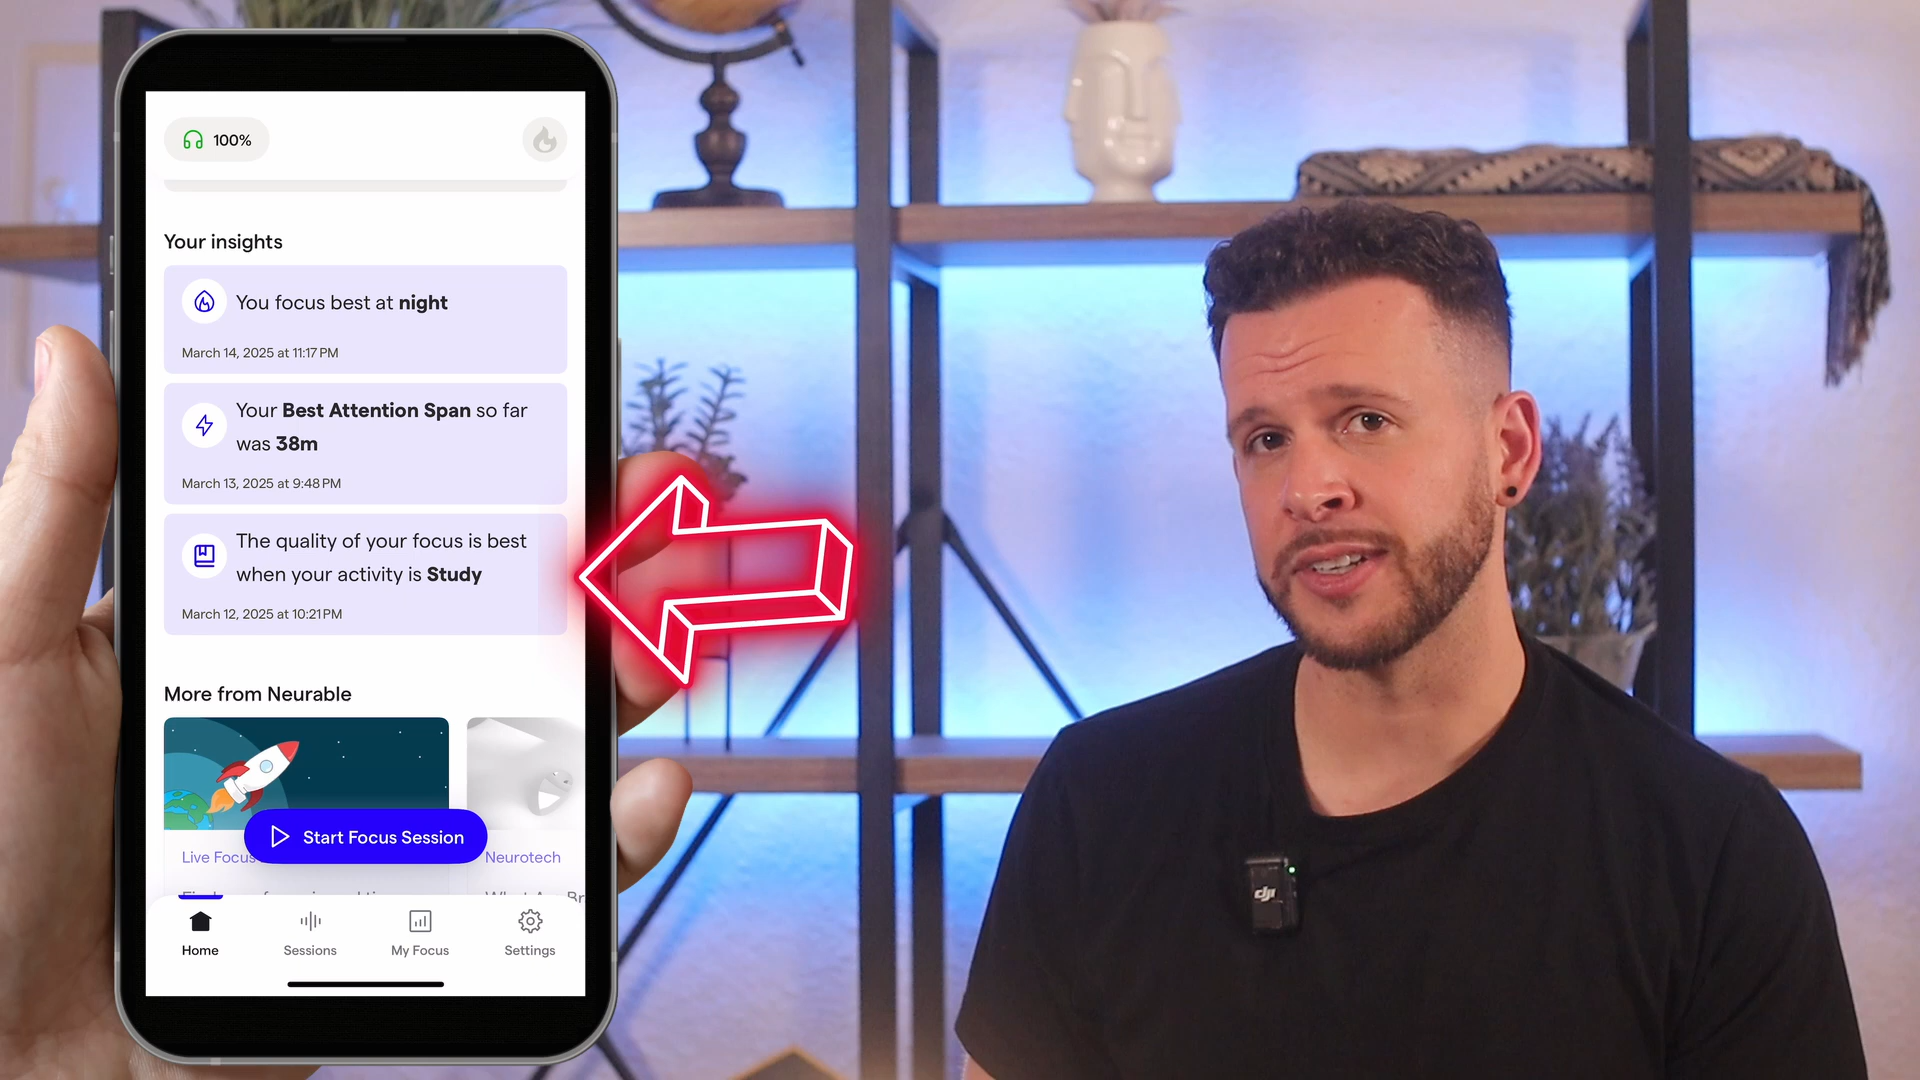 100%
Your insights
You focus best at night
March 14, 2025 at 11:17 PM
Your Best Attention Span so far
was 38m
March 13, 2025 at 9:48 PM
The quality of your focus is best
when your activity is Study
March 12, 2025 at 10:21 PM
More from Neurable
Start Focus Session
Live Focus
Neurotech
Home
Sessions
My Focus
Settings
dji